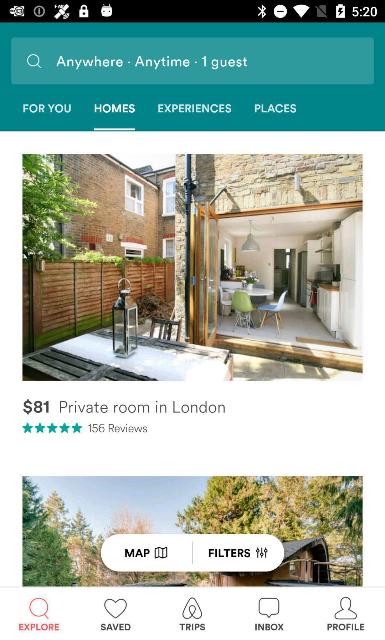 5:20
Anywhere · Anytime · 1 guest
FOR YOU HOMES EXPERIENCES PLACES
$81 Private room in London
156 Reviews
MAP FILTERS
EXPLORE SAVED TRIPS INBOX PROFILE